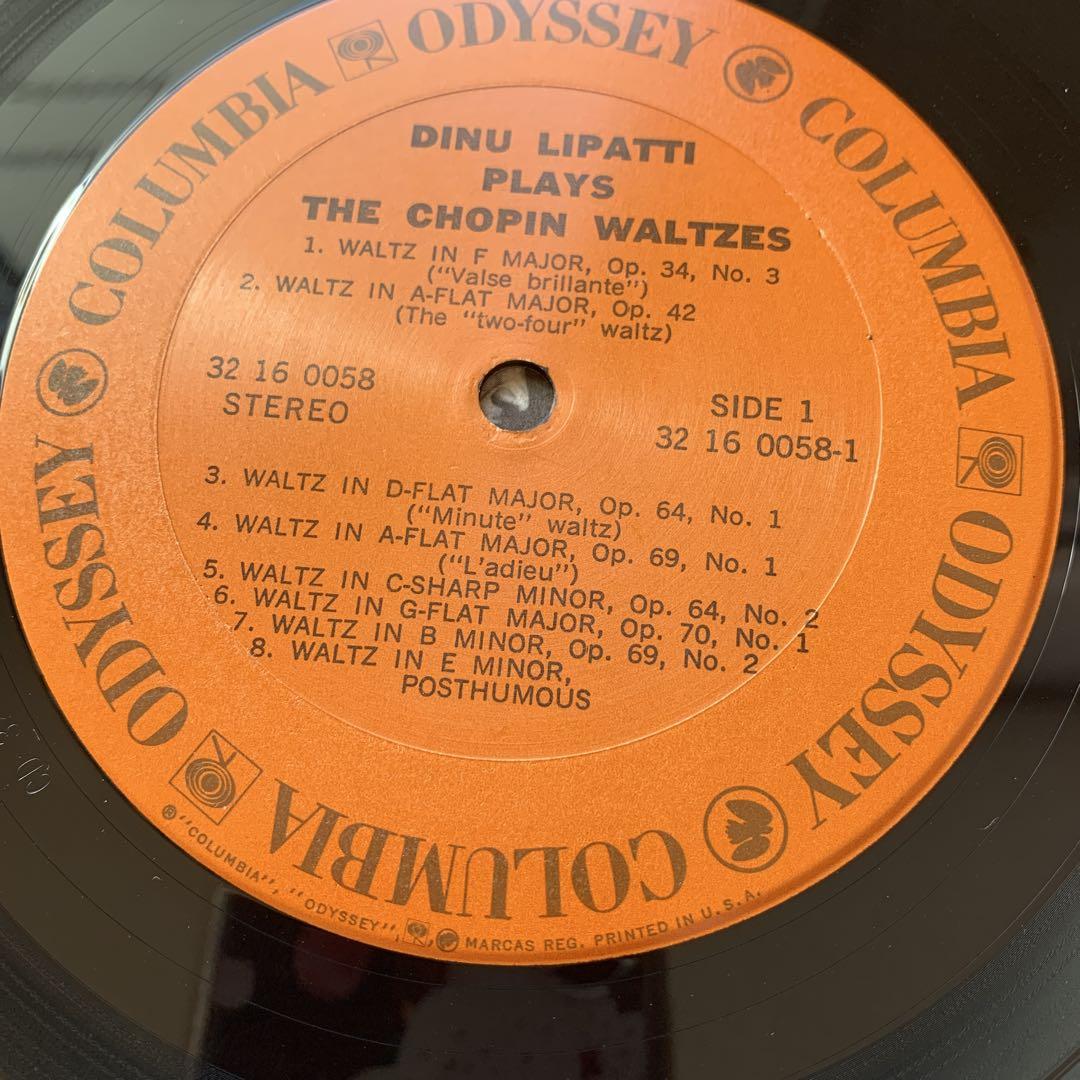 COLUMBIA ODYSSEY COLUMBIA ODYSSEY COLUMBIA ODYSSEY
DINU LIPATTI
PLAYS
THE CHOPIN WALTZES
1. WALTZ IN F MAJOR, Op. 34, No. 3
("Valse brillante")
2. WALTZ IN A-FLAT MAJOR, Op. 42
(The "two-four" waltz)
32 16 0058
STEREO
SIDE 1
32 16 0058-1
3. WALTZ IN D-FLAT MAJOR, Op. 64, No. 1
("Minute" waltz)
4. WALTZ IN A-FLAT MAJOR, Op. 69, No. 1
("L'adieu")
5. WALTZ IN C-SHARP MINOR, Op. 64, No. 2
6. WALTZ IN G-FLAT MAJOR, Op. 70, No. 1
7. WALTZ IN B MINOR, Op. 69, No. 2
8. WALTZ IN E MINOR,
POSTHUMOUS
® "COLUMBIA", "ODYSSEY", , MARCAS REG. PRINTED IN U.S.A.